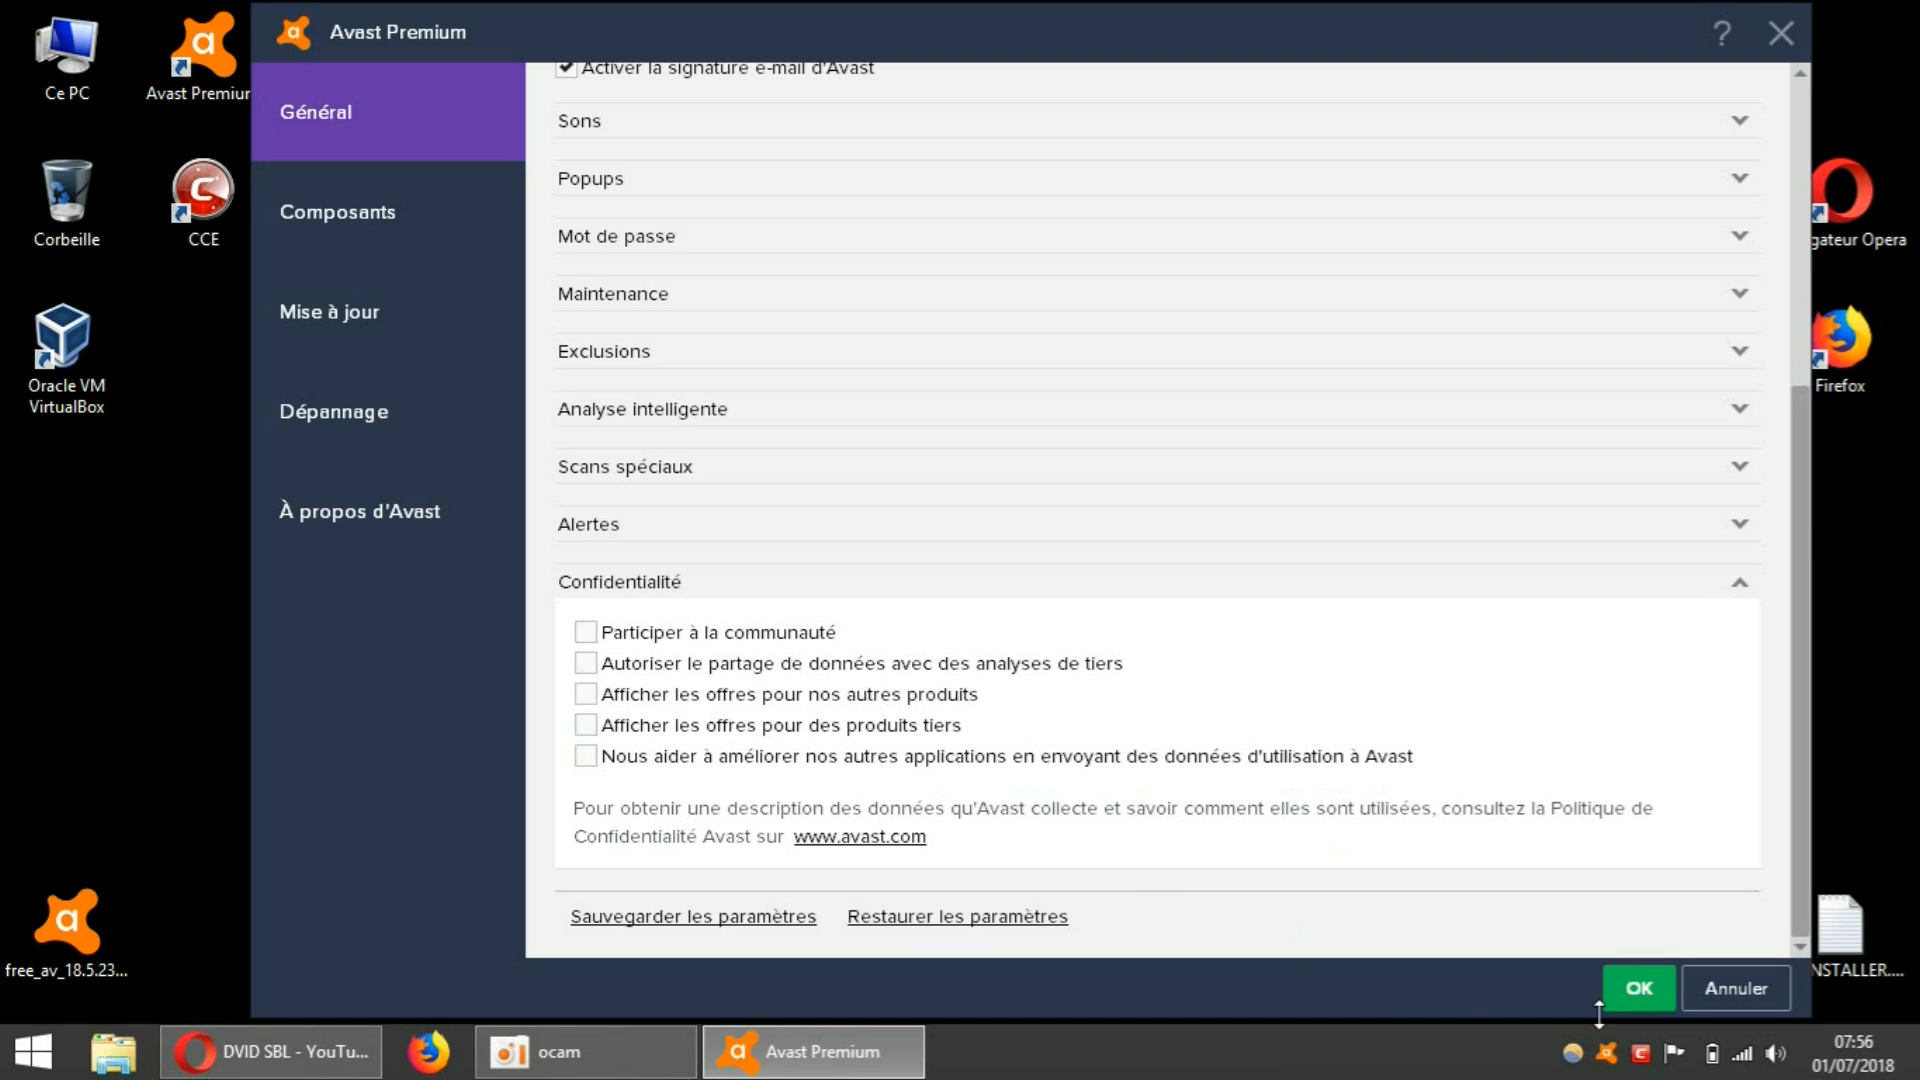 Avast Premium
?
Activer la signature e-mail d'Avast
Général
Composants
Mise à jour
Dépannage
À propos d'Avast
Sons
Popups
Mot de passe
Maintenance
Exclusions
Analyse intelligente
Scans spéciaux
Alertes
Confidentialité
Participer à la communauté
Autoriser le partage de données avec des analyses de tiers
Afficher les offres pour nos autres produits
Afficher les offres pour des produits tiers
Nous aider à améliorer nos autres applications en envoyant des données d'utilisation à Avast
Pour obtenir une description des données qu'Avast collecte et savoir comment elles sont utilisées, consultez la Politique de
Confidentialité Avast sur www.avast.com
Sauvegarder les paramètres Restaurer les paramètres
OK Annuler
Ce PC
Avast Premiur
Corbeille
CCE
Oracle VM
VirtualBox
free_av_18.5.23...
gateur Opera
Firefox
NSTALLER....
DVID SBL - YouTu...
ocam
Avast Premium
07:56
01/07/2018